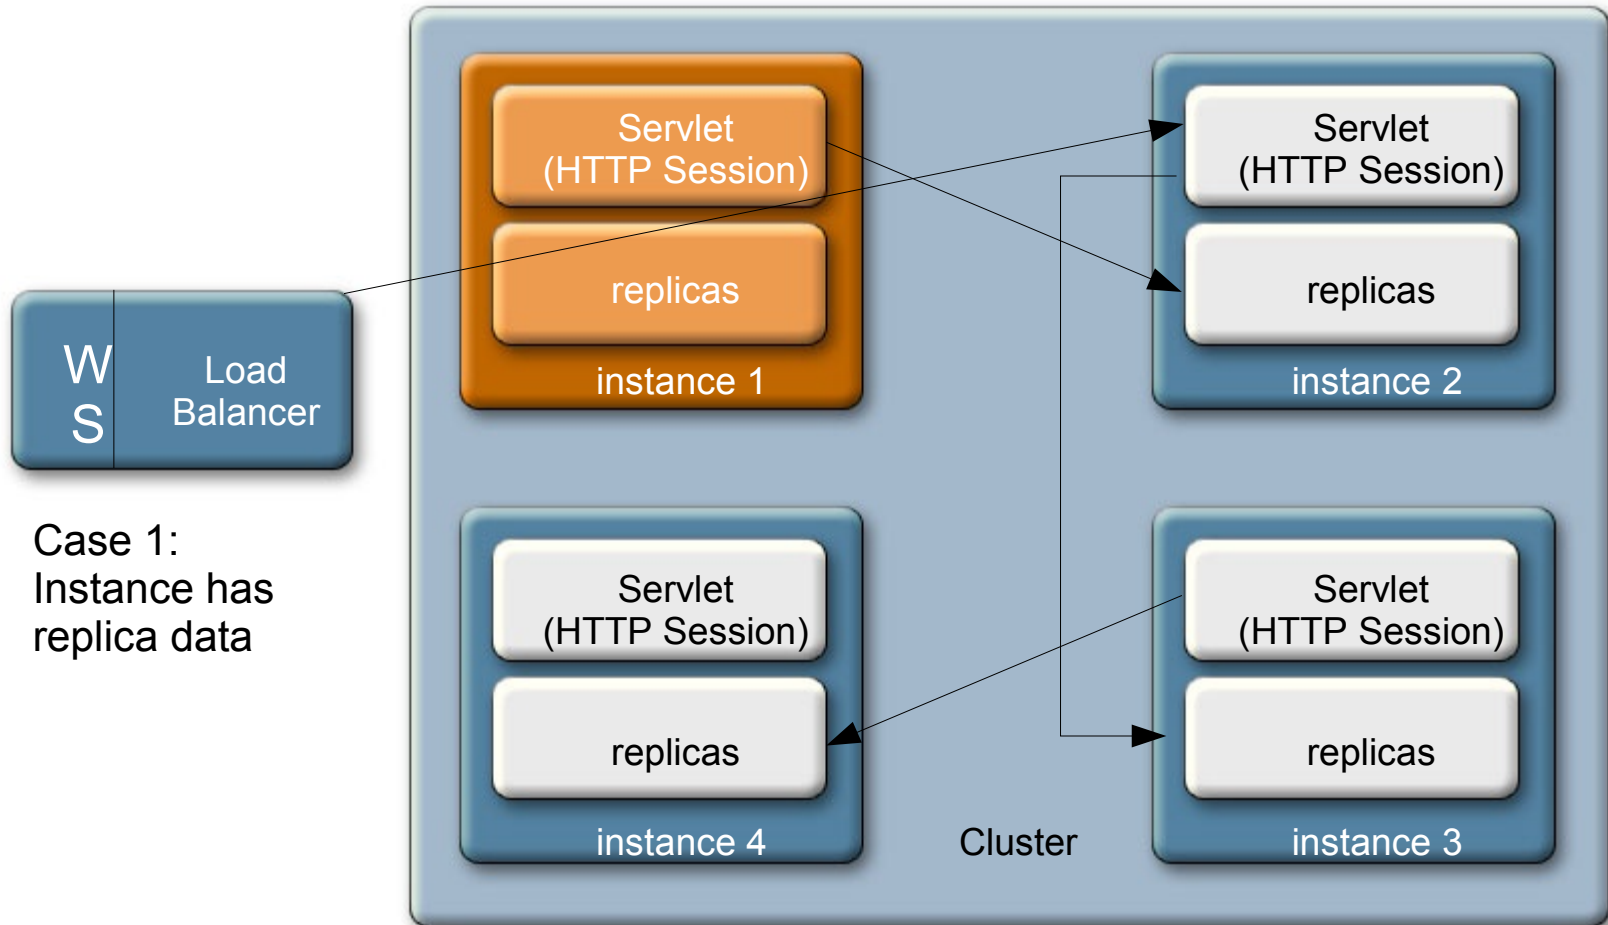 Servlet
(HTTP Session)
replicas
instance 1
Servlet
(HTTP Session)
replicas
instance 2
W
S
Load
Balancer
Case 1:
Instance has
replica data
Servlet
(HTTP Session)
replicas
instance 4
Cluster
Servlet
(HTTP Session)
replicas
instance 3